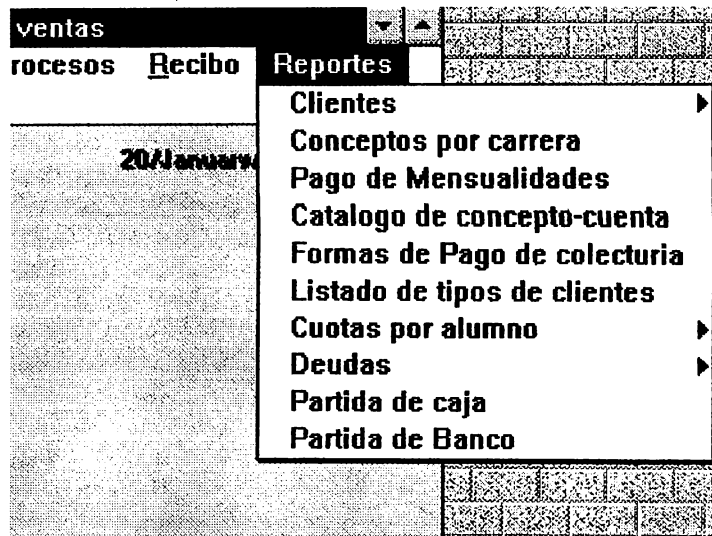 ventas
rocesos Recibo Reportes
Clientes
Conceptos por carrera
Pago de Mensualidades
Catalogo de concepto-cuenta
Formas de Pago de colecturia
Listado de tipos de clientes
Cuotas por alumno
Deudas
Partida de caja
Partida de Banco